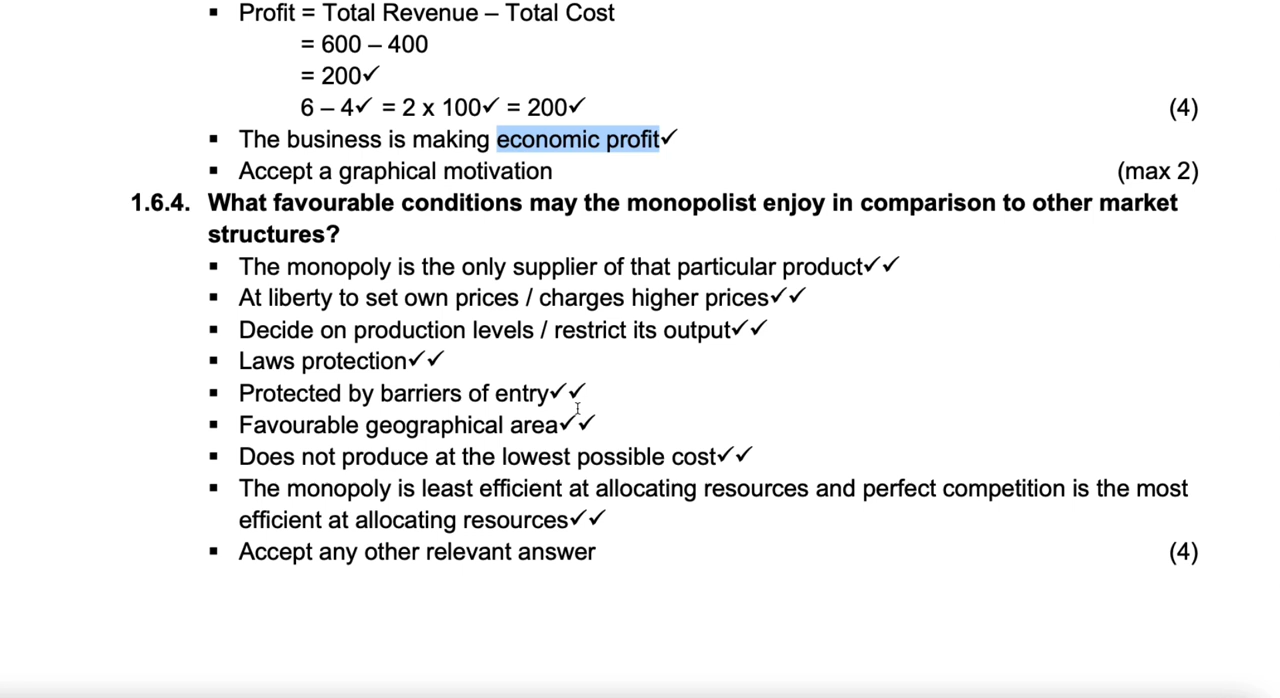 ▪ Profit = Total Revenue – Total Cost
= 600 – 400
= 200✓
6 – 4✓ = 2 x 100✓ = 200✓ (4)
▪ The business is making economic profit✓
▪ Accept a graphical motivation (max 2)
1.6.4. What favourable conditions may the monopolist enjoy in comparison to other market
structures?
▪ The monopoly is the only supplier of that particular product✓✓
▪ At liberty to set own prices / charges higher prices✓✓
▪ Decide on production levels / restrict its output✓✓
▪ Laws protection✓✓
▪ Protected by barriers of entry✓✓
▪ Favourable geographical area✓✓
▪ Does not produce at the lowest possible cost✓✓
▪ The monopoly is least efficient at allocating resources and perfect competition is the most
efficient at allocating resources✓✓
▪ Accept any other relevant answer (4)